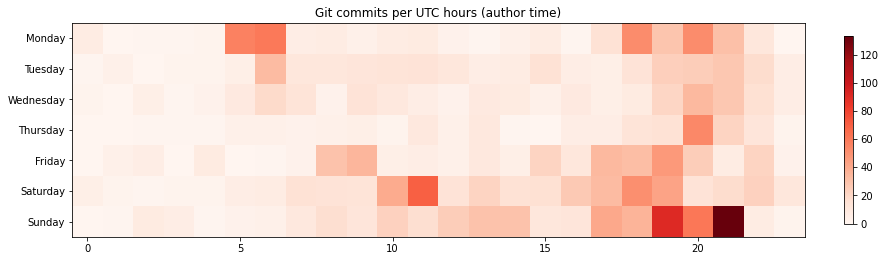 Git commits per UTC hours (author time)
Monday
Tuesday
Wednesday
Thursday
Friday
Saturday
Sunday
0 5 10 15 20
120
100
80
60
40
20
0